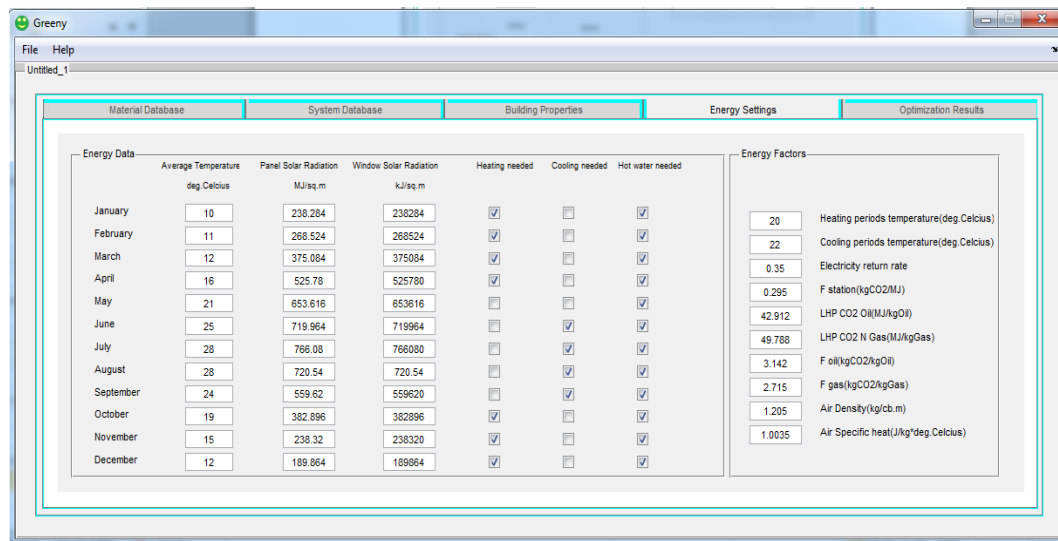 Greeny
File Help
Untitled_1
Material Database System Database Building Properties Energy Settings Optimization Results
Energy Data
Average Temperature Panel Solar Radiation Window Solar Radiation Heating needed Cooling needed Hot water needed
deg.Celcius MJ/sq.m kJ/sq.m
January 10 238.284 238284
February 11 268.524 268524
March 12 375.084 375084
April 16 525.78 525780
May 21 653.616 653616
June 25 719.964 719964
July 28 766.08 766080
August 28 720.54 720.54
September 24 559.62 559620
October 19 382.896 382896
November 15 238.32 238320
December 12 189.864 189864
Energy Factors
20 Heating periods temperature(deg.Celcius)
22 Cooling periods temperature(deg.Celcius)
0.35 Electricity return rate
0.295 F station(kgCO2/MJ)
42.912 LHP CO2 Oil(MJ/kgOil)
49.788 LHP CO2 N Gas(MJ/kgGas)
3.142 F oil(kgCO2/kgOil)
2.715 F gas(kgCO2/kgGas)
1.205 Air Density(kg/cb.m)
1.0035 Air Specific heat(J/kg*deg.Celcius)